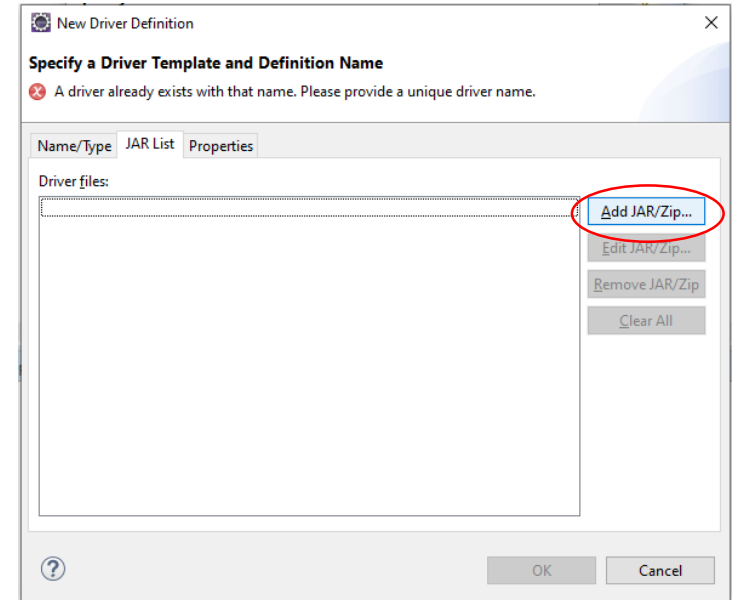 New Driver Definition
Specify a Driver Template and Definition Name
A driver already exists with that name. Please provide a unique driver name.
Name/Type JAR List Properties
Driver files:
Add JAR/Zip...
Edit JAR/Zip...
Remove JAR/Zip
Clear All
?
OK Cancel